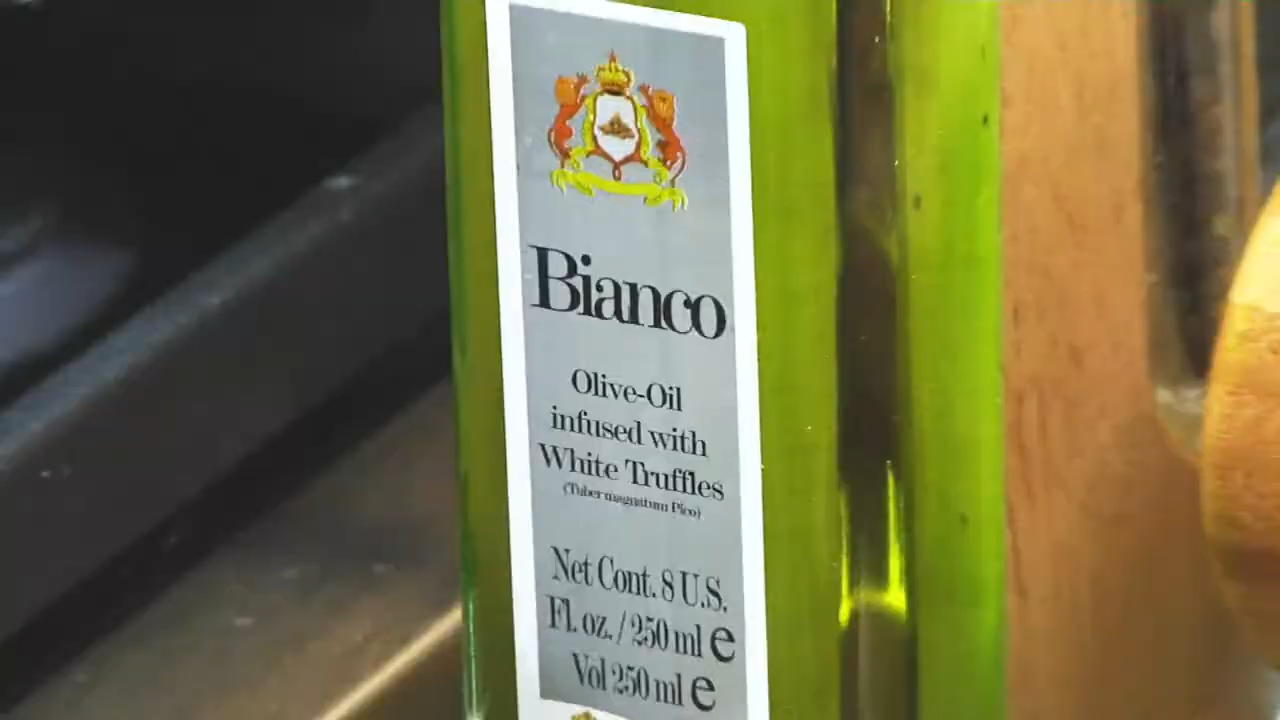 Bianco
Olive-Oil
infused with
White Truffles
(Tuber magnatum Pico)
Net Cont. 8 U.S.
Fl. oz. / 250 ml e
Vol 250 ml e